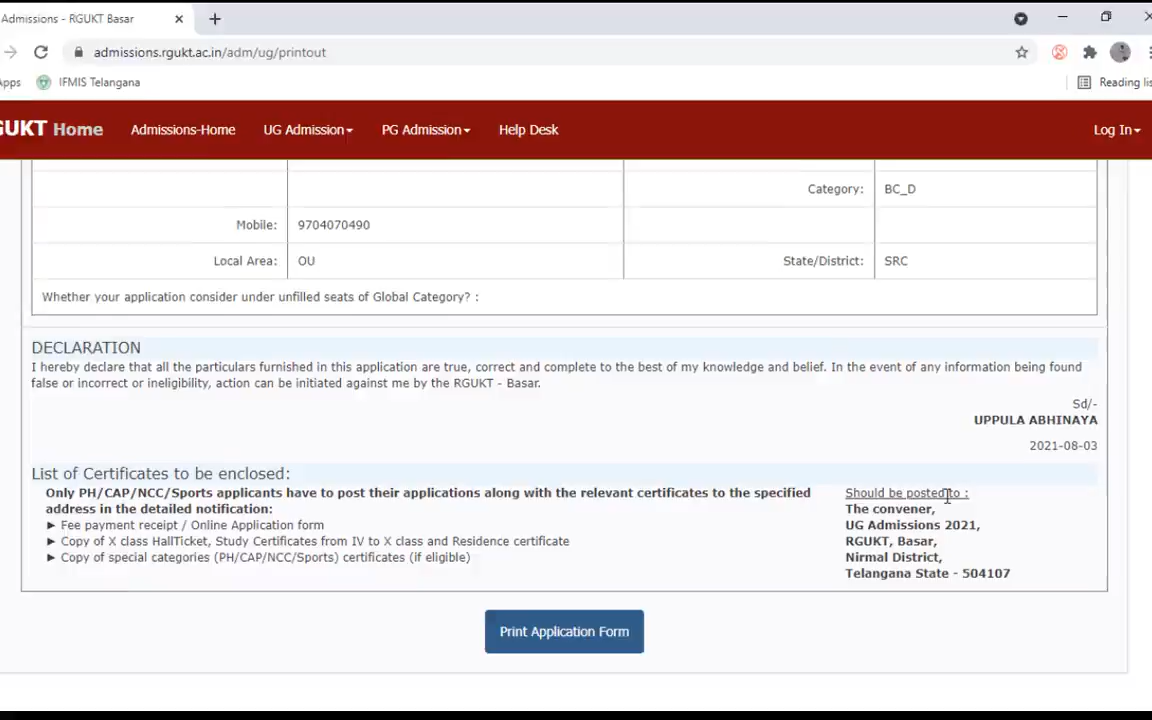 Admissions - RGUKT Basar
admissions.rgukt.ac.in/adm/ug/printout
IFMIS Telangana
Reading
Home Admissions-Home UG Admission PG Admission Help Desk Log In
Category: BC_D
Mobile: 9704070490
Local Area: OU State/District: SRC
Whether your application consider under unfilled seats of Global Category? :
DECLARATION
I hereby declare that all the particulars furnished in this application are true, correct and complete to the best of my knowledge and belief. In the event of any information being found
false or incorrect or ineligibility, action can be initiated against me by the RGUKT - Basar.
Sd/-
UPPULA ABHINAYA
2021-08-03
List of Certificates to be enclosed:
Only PH/CAP/NCC/Sports applicants have to post their applications along with the relevant certificates to the specified
address in the detailed notification:
► Fee payment receipt / Online Application form
► Copy of X class HallTicket, Study Certificates from IV to X class and Residence certificate
► Copy of special categories (PH/CAP/NCC/Sports) certificates (if eligible)
Should be posted to :
The convener,
UG Admissions 2021,
RGUKT, Basar,
Nirmal District,
Telangana State - 504107
Print Application Form